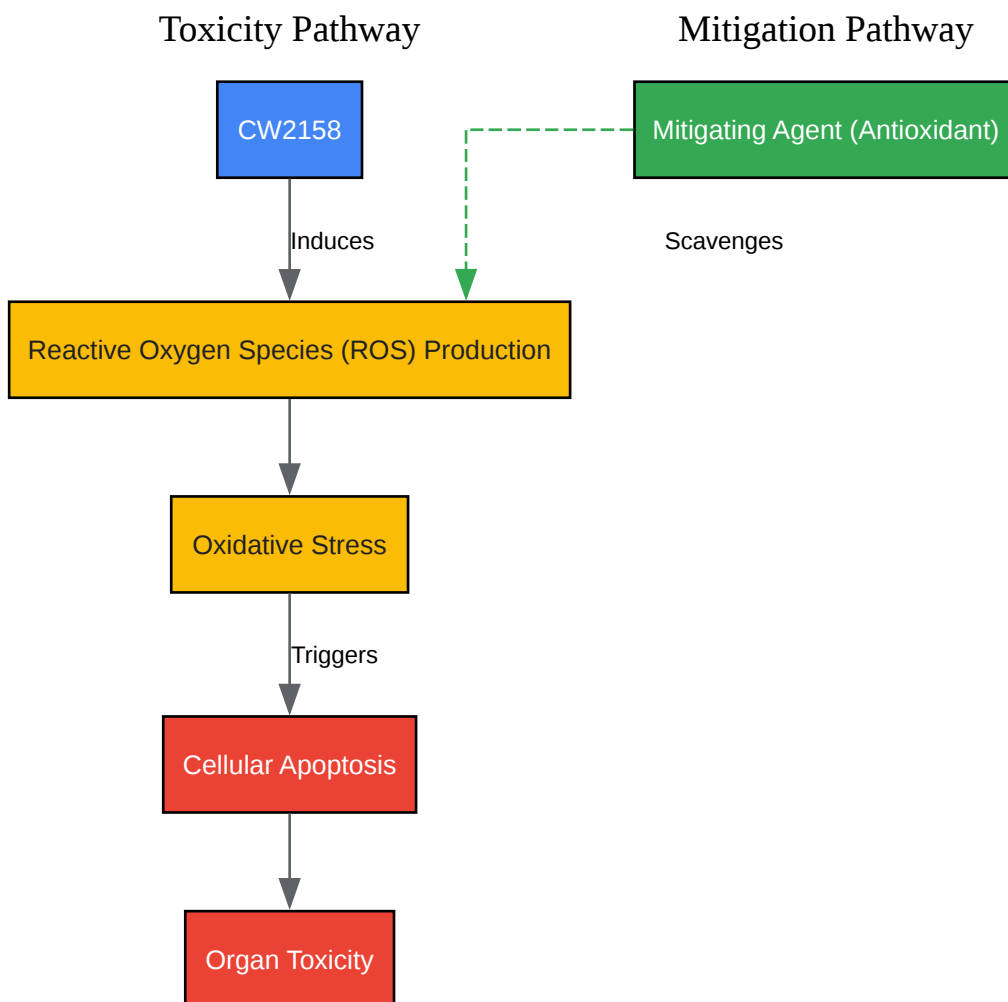 Toxicity Pathway
Mitigation Pathway
CW2158
Mitigating Agent (Antioxidant)
Induces
Scavenges
Reactive Oxygen Species (ROS) Production
Oxidative Stress
Triggers
Cellular Apoptosis
Organ Toxicity